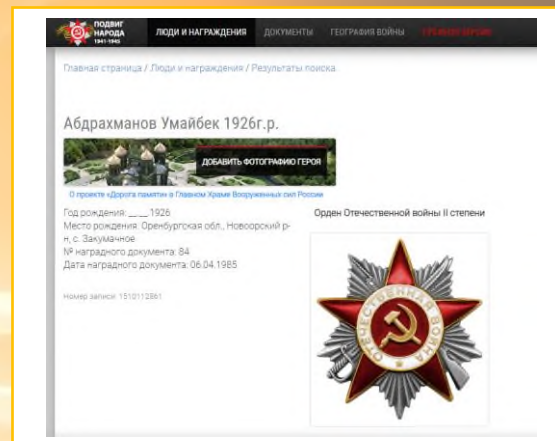 ПОДВИГ
НАРОДА
1941-1945
ЛЮДИ И НАГРАЖДЕНИЯ
ДОКУМЕНТЫ
ГЕОГРАФИЯ ВОЙНЫ
Главная страница / Люди и награждения / Результаты поиска
Абдрахманов Умайбек 1926г.р.
ДОБАВИТЬ ФОТОГРАФИЮ ГЕРОЯ
О проекте «Дорога памяти» в Главном Храме Вооруженных сил России
Год рождения: __.__.1926
Место рождения: Оренбургская обл., Новоорский р-
н, с. Закумачное
№ наградного документа: 84
Дата наградного документа: 06.04.1985
Номер записи: 1510112861
Орден Отечественной войны II степени
ОТЕЧЕСТВЕННАЯ ВОЙНА